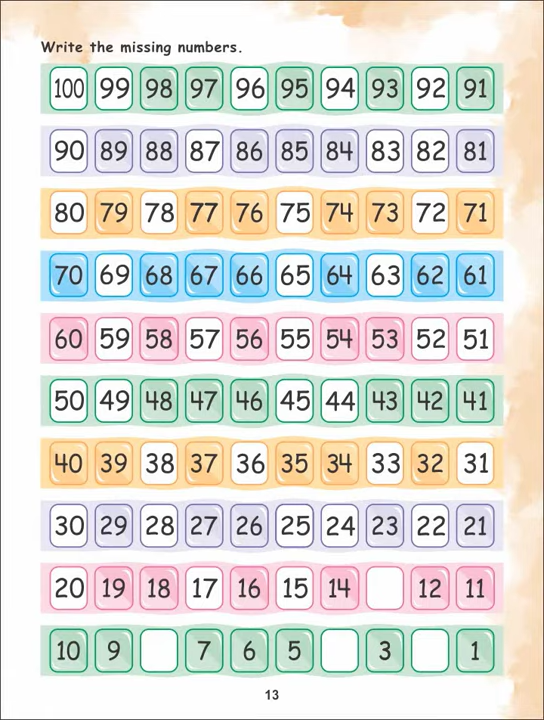 Write the missing numbers.
100 99 98 97 96 95 94 93 92 91
90 89 88 87 86 85 84 83 82 81
80 79 78 77 76 75 74 73 72 71
70 69 68 67 66 65 64 63 62 61
60 59 58 57 56 55 54 53 52 51
50 49 48 47 46 45 44 43 42 41
40 39 38 37 36 35 34 33 32 31
30 29 28 27 26 25 24 23 22 21
20 19 18 17 16 15 14 12 11
10 9 7 6 5 3 1
13